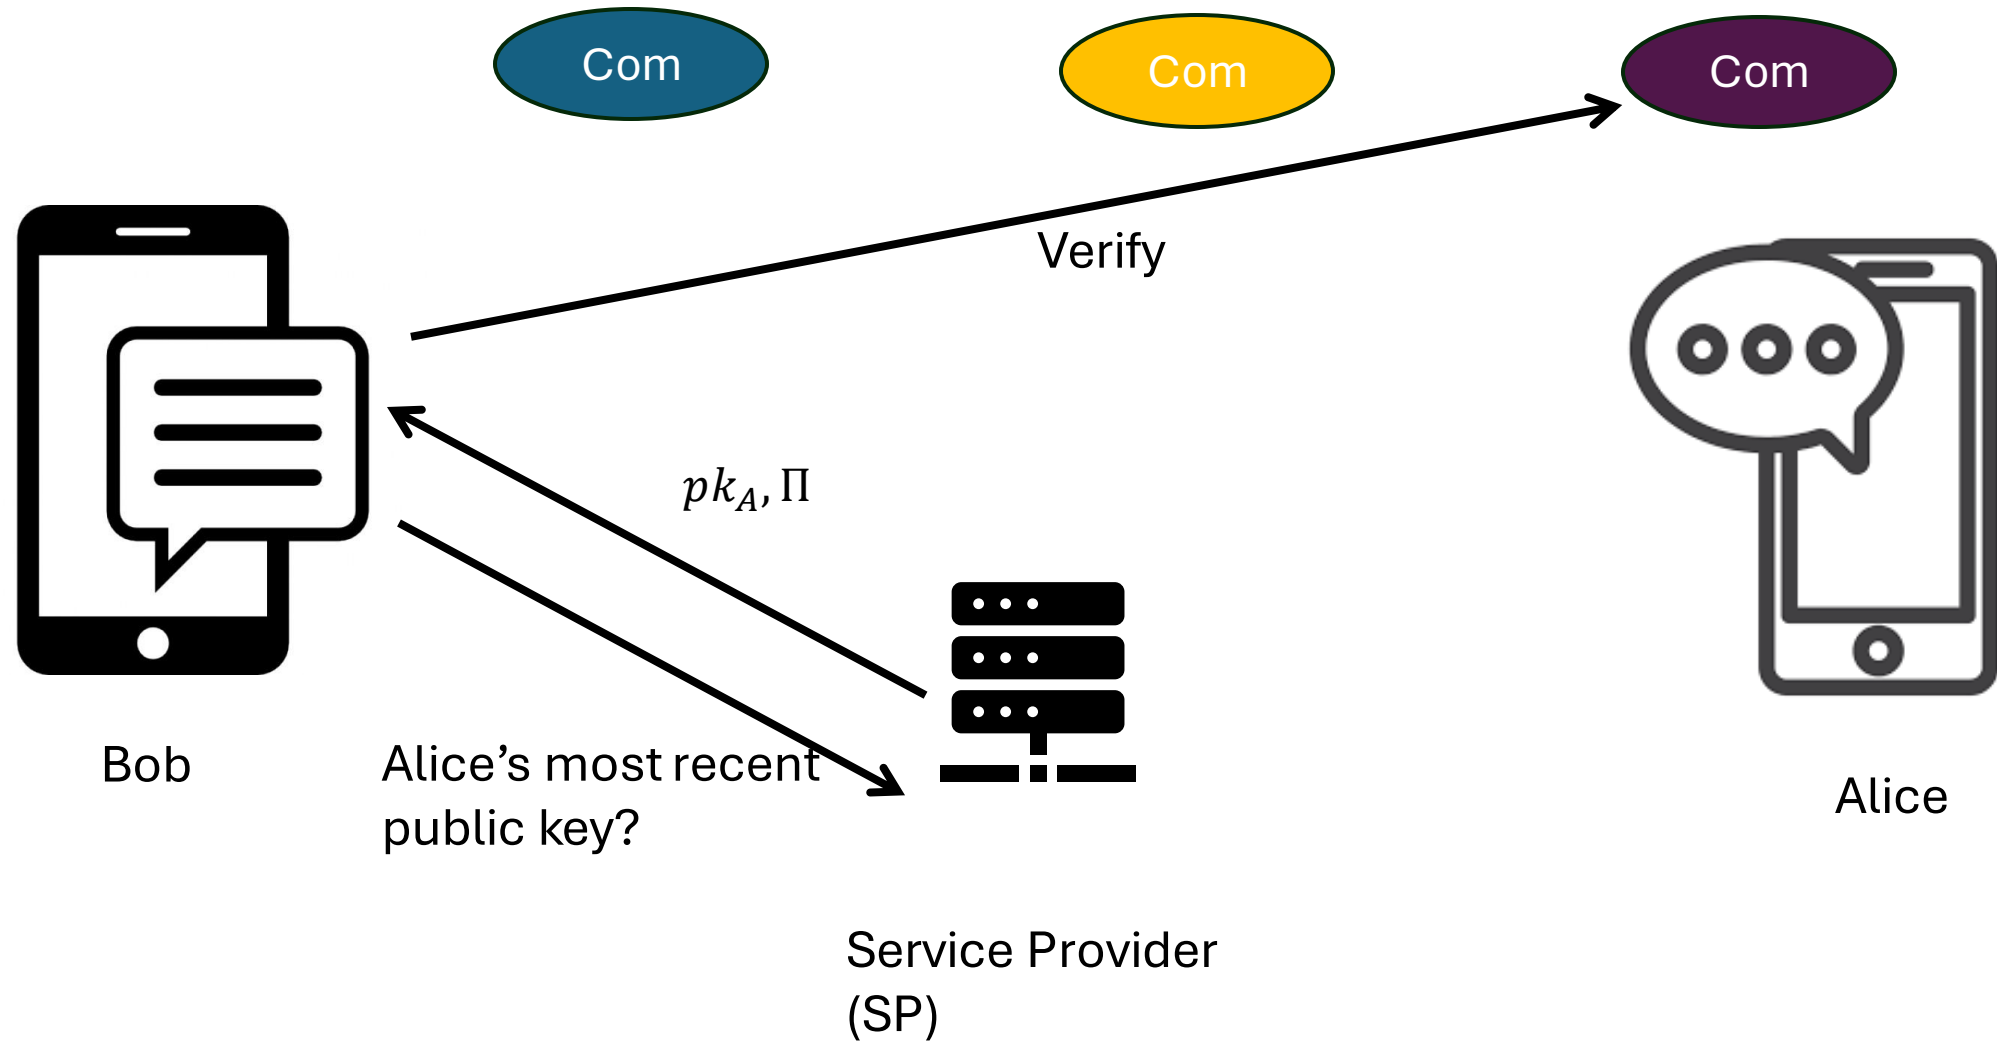 Com
Com
Com
Verify
pk_A, Π
Bob
Alice’s most recent
public key?
Alice
Service Provider
(SP)